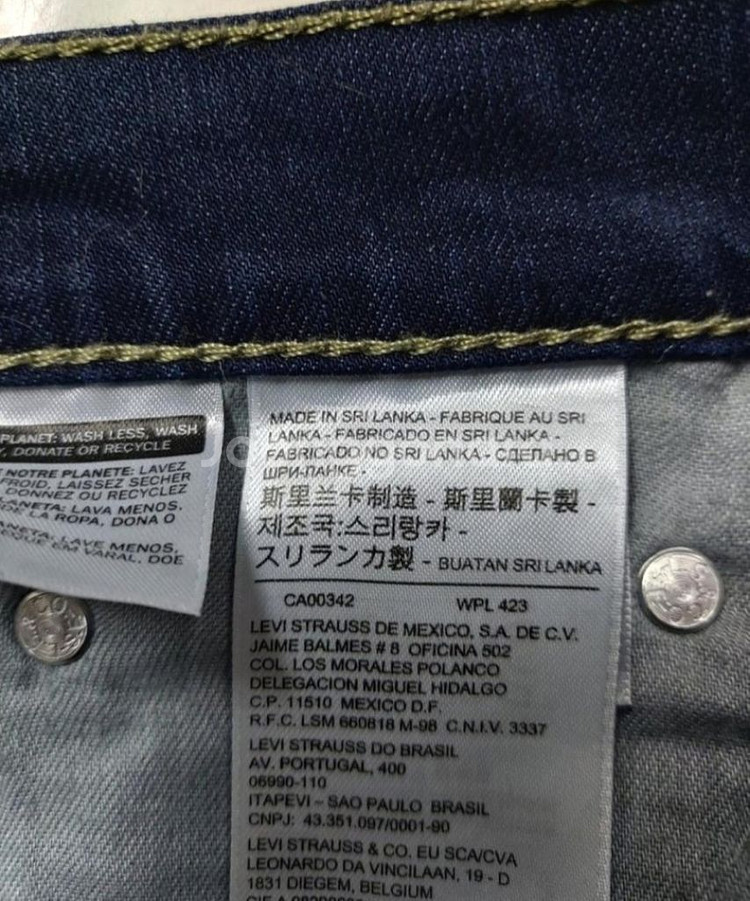 PLANET: WASH LESS, WASH
, DONATE OR RECYCLE
NOTRE PLANETE: LAVEZ
FROID, LAISSEZ SECHER
DONNEZ OU RECYCLEZ
ANETA: LAVA MENOS,
DE LA ROPA, DONA O
ANETA: LAVE MENOS,
EQUE EM VARAL, DOE
MADE IN SRI LANKA - FABRIQUE AU SRI
LANKA - FABRICADO EN SRI LANKA -
FABRICADO NO SRI LANKA - СДЕЛАНО В
ШРИ-ЛАНКЕ -
斯里兰卡制造 - 斯里蘭卡製 -
제조국:스리랑카 -
スリランカ製 - BUATAN SRI LANKA
CA00342 WPL 423
LEVI STRAUSS DE MEXICO, S.A. DE C.V.
JAIME BALMES # 8 OFICINA 502
COL. LOS MORALES POLANCO
DELEGACION MIGUEL HIDALGO
C.P. 11510 MEXICO D.F.
R.F.C. LSM 660818 M-98 C.N.I.V. 3337
LEVI STRAUSS DO BRASIL
AV. PORTUGAL, 400
06990-110
ITAPEVI – SAO PAULO BRASIL
CNPJ: 43.351.097/0001-90
LEVI STRAUSS & CO. EU SCA/CVA
LEONARDO DA VINCILAAN, 19 - D
1831 DIEGEM, BELGIUM